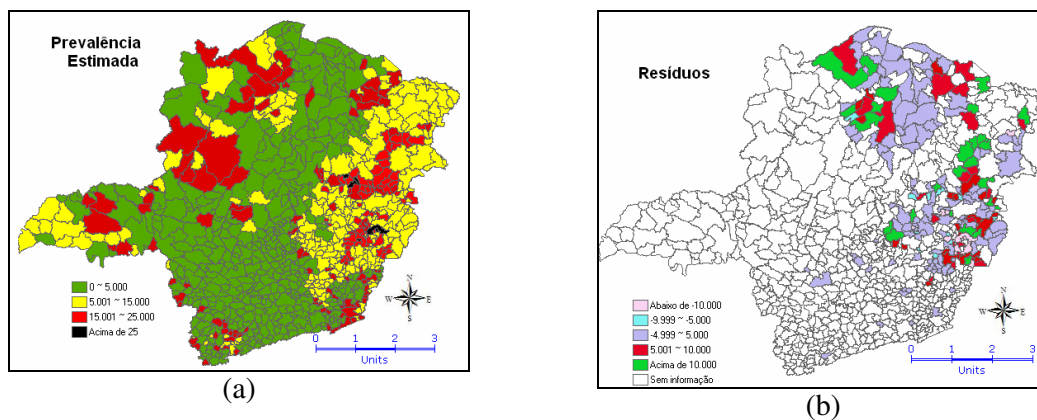 Prevalência
Estimada
0 ~ 5.000
5.001 ~ 15.000
15.001 ~ 25.000
Acima de 25
N
W E
S
0 1 2 3
Units
(a)
Resíduos
Abaixo de -10.000
-9.999 ~ -5.000
-4.999 ~ 5.000
5.001 ~ 10.000
Acima de 10.000
Sem informação
N
W E
S
0 1 2 3
Units
(b)